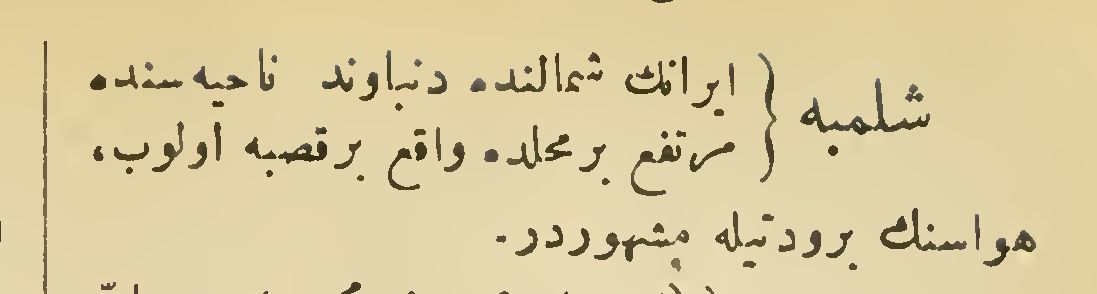 شلمبه { ایرانك شمالنده دنباوند ناحیه‌سنده
مرتفع بر محلده واقع بر قصبه اولوب،
هواسنك برودتیله مشهوردر.